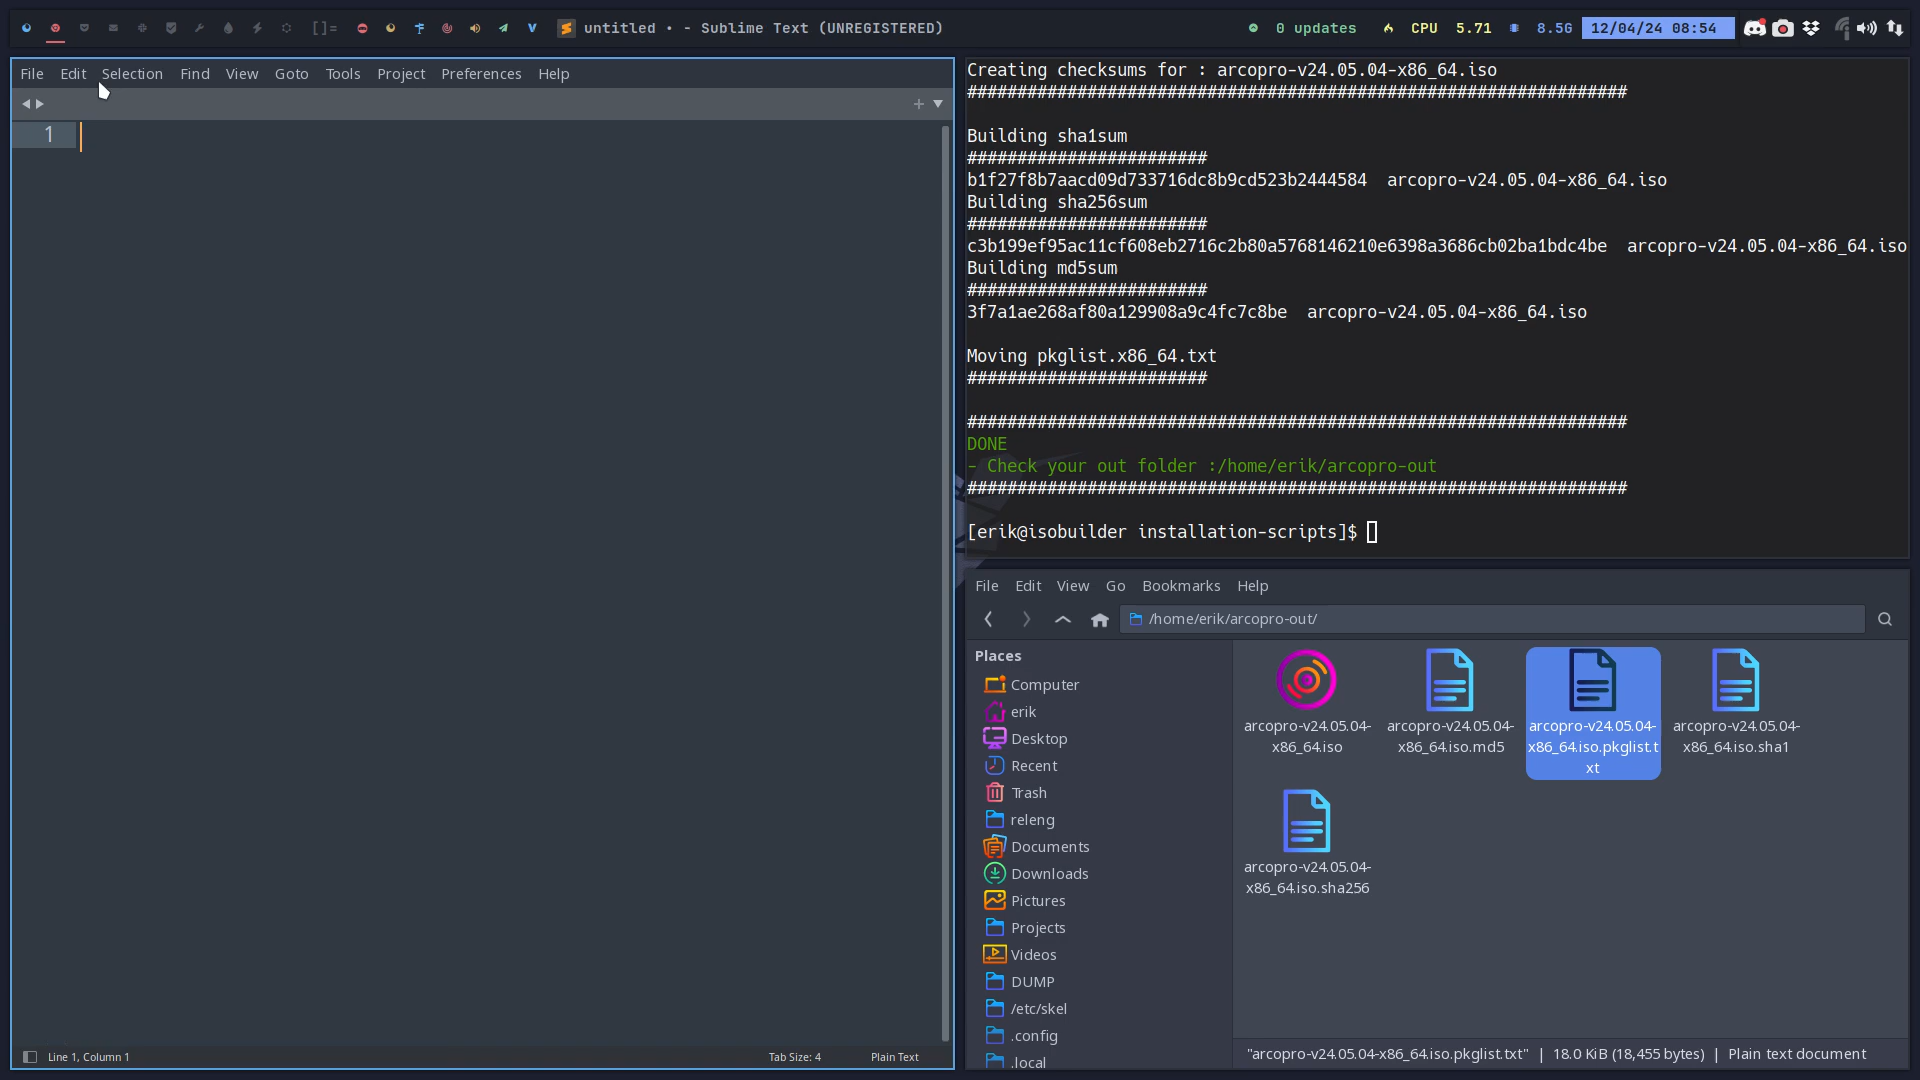 []= untitled • - Sublime Text (UNREGISTERED) 0 updates CPU 5.71 8.5G 12/04/24 08:54
File Edit Selection Find View Goto Tools Project Preferences Help
1
Line 1, Column 1 Tab Size: 4 Plain Text
Creating checksums for : arcopro-v24.05.04-x86_64.iso
##################################################################
Building sha1sum
########################
b1f27f8b7aacd09d733716dc8b9cd523b2444584  arcopro-v24.05.04-x86_64.iso
Building sha256sum
########################
c3b199ef95ac11cf608eb2716c2b80a5768146210e6398a3686cb02ba1bdc4be  arcopro-v24.05.04-x86_64.iso
Building md5sum
########################
3f7a1ae268af80a129908a9c4fc7c8be  arcopro-v24.05.04-x86_64.iso
Moving pkglist.x86_64.txt
########################
##################################################################
DONE
- Check your out folder :/home/erik/arcopro-out
##################################################################
[erik@isobuilder installation-scripts]$
File Edit View Go Bookmarks Help
/home/erik/arcopro-out/
Places
Computer
erik
Desktop
Recent
Trash
releng
Documents
Downloads
Pictures
Projects
Videos
DUMP
/etc/skel
.config
.local
arcopro-v24.05.04-
x86_64.iso
arcopro-v24.05.04-
x86_64.iso.md5
arcopro-v24.05.04-
x86_64.iso.pkglist.t
xt
arcopro-v24.05.04-
x86_64.iso.sha1
arcopro-v24.05.04-
x86_64.iso.sha256
"arcopro-v24.05.04-x86_64.iso.pkglist.txt" | 18.0 KiB (18,455 bytes) | Plain text document